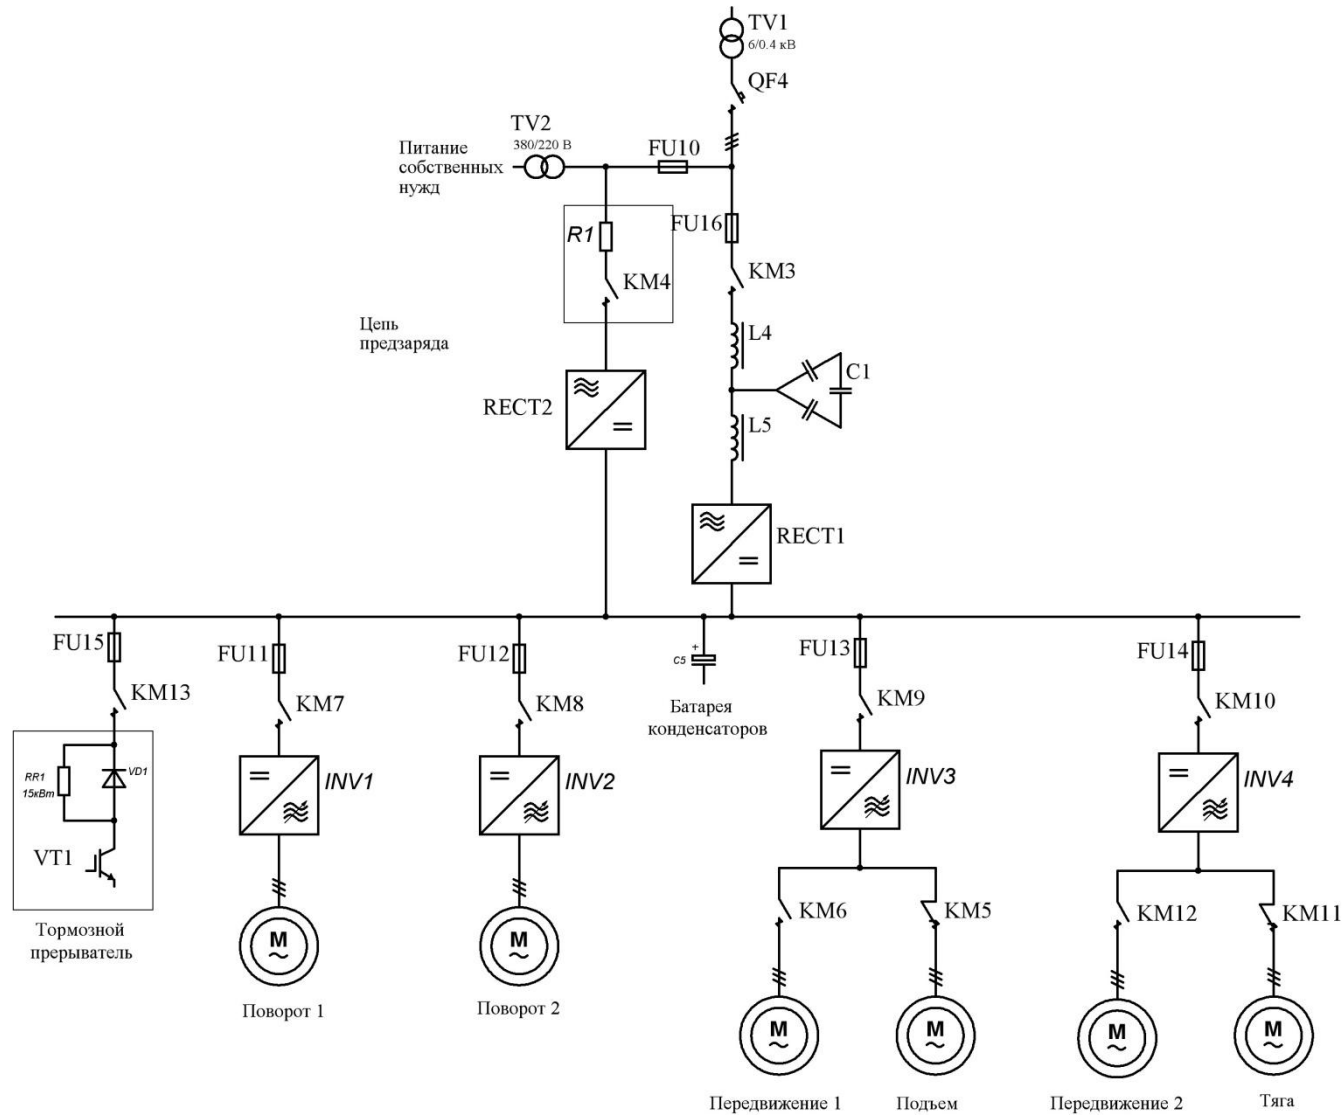 TV1
6/0.4 кВ
QF4
TV2
380/220 В
FU10
Питание
собственных
нужд
R1
FU16
KM4
KM3
Цепь
предзаряда
L4
C1
RECT2
L5
RECT1
FU15
FU11
FU12
+
C5
FU13
FU14
KM13
KM7
KM8
Батарея
конденсаторов
KM9
KM10
RR1
15кВт
VD1
INV1
INV2
INV3
INV4
VT1
KM6
KM5
KM12
KM11
Тормозной
прерыватель
M
M
Поворот 1
Поворот 2
M
M
M
M
Передвижение 1
Подъем
Передвижение 2
Тяга